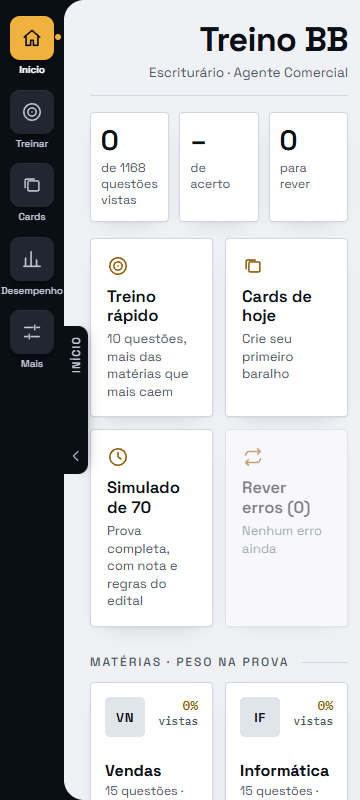 Início
Treinar
Cards
Desempenho
Mais
INÍCIO
Treino BB
Escriturário · Agente Comercial
0
de 1168
questões
vistas
–
de
acerto
0
para
rever
Treino
rápido
10 questões,
mais das
matérias que
mais caem
Cards de
hoje
Crie seu
primeiro
baralho
Simulado
de 70
Prova
completa,
com nota e
regras do
edital
Rever
erros (0)
Nenhum erro
ainda
MATÉRIAS · PESO NA PROVA
VN
0%
vistas
Vendas
15 questões ·
IF
0%
vistas
Informática
15 questões ·